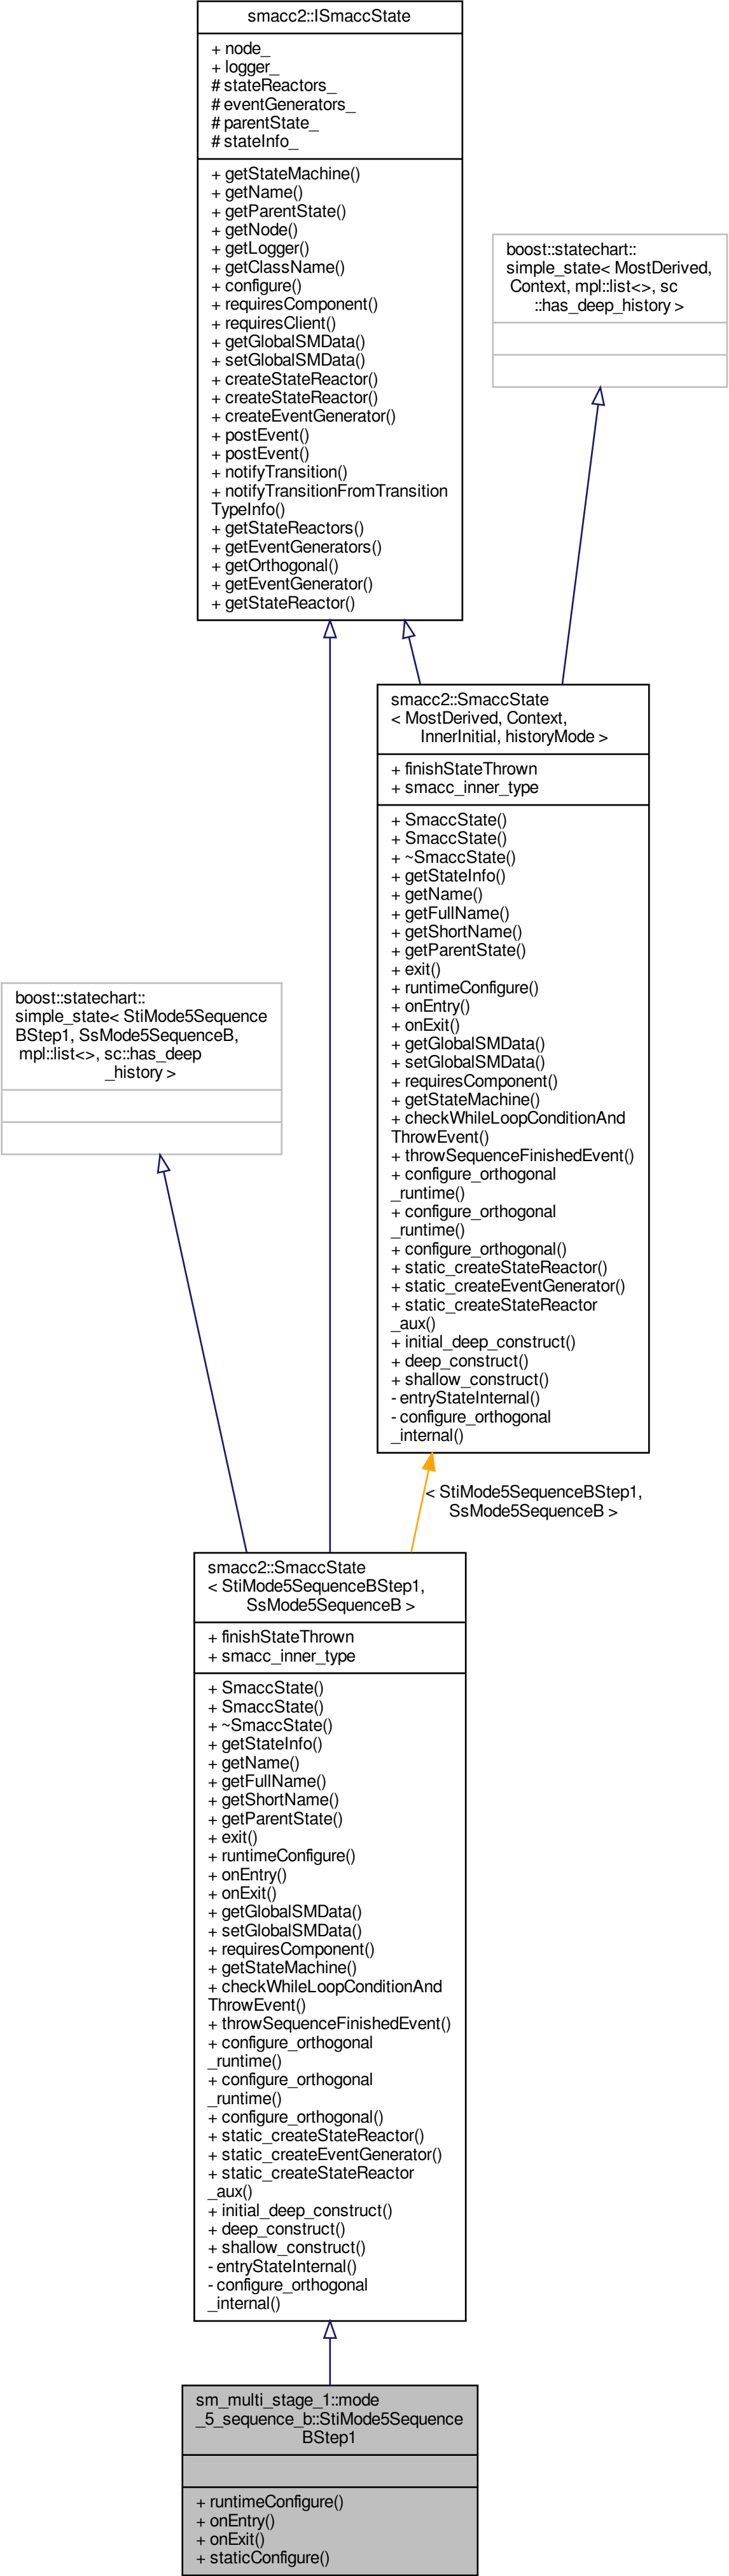 smacc2::ISmaccState
+ node_
+ logger_
# stateReactors_
# eventGenerators_
# parentState_
# stateInfo_
+ getStateMachine()
+ getName()
+ getParentState()
+ getNode()
+ getLogger()
+ getClassName()
+ configure()
+ requiresComponent()
+ requiresClient()
+ getGlobalSMData()
+ setGlobalSMData()
+ createStateReactor()
+ createStateReactor()
+ createEventGenerator()
+ postEvent()
+ postEvent()
+ notifyTransition()
+ notifyTransitionFromTransition
TypeInfo()
+ getStateReactors()
+ getEventGenerators()
+ getOrthogonal()
+ getEventGenerator()
+ getStateReactor()
boost::statechart::
simple_state< MostDerived,
Context, mpl::list<>, sc
::has_deep_history >
smacc2::SmaccState
< MostDerived, Context,
InnerInitial, historyMode >
+ finishStateThrown
+ smacc_inner_type
+ SmaccState()
+ SmaccState()
+ ~SmaccState()
+ getStateInfo()
+ getName()
+ getFullName()
+ getShortName()
+ getParentState()
+ exit()
+ runtimeConfigure()
+ onEntry()
+ onExit()
+ getGlobalSMData()
+ setGlobalSMData()
+ requiresComponent()
+ getStateMachine()
+ checkWhileLoopConditionAnd
ThrowEvent()
+ throwSequenceFinishedEvent()
+ configure_orthogonal
_runtime()
+ configure_orthogonal
_runtime()
+ configure_orthogonal()
+ static_createStateReactor()
+ static_createEventGenerator()
+ static_createStateReactor
_aux()
+ initial_deep_construct()
+ deep_construct()
+ shallow_construct()
- entryStateInternal()
- configure_orthogonal
_internal()
boost::statechart::
simple_state< StiMode5Sequence
BStep1, SsMode5SequenceB,
mpl::list<>, sc::has_deep
_history >
< StiMode5SequenceBStep1,
SsMode5SequenceB >
smacc2::SmaccState
< StiMode5SequenceBStep1,
SsMode5SequenceB >
+ finishStateThrown
+ smacc_inner_type
+ SmaccState()
+ SmaccState()
+ ~SmaccState()
+ getStateInfo()
+ getName()
+ getFullName()
+ getShortName()
+ getParentState()
+ exit()
+ runtimeConfigure()
+ onEntry()
+ onExit()
+ getGlobalSMData()
+ setGlobalSMData()
+ requiresComponent()
+ getStateMachine()
+ checkWhileLoopConditionAnd
ThrowEvent()
+ throwSequenceFinishedEvent()
+ configure_orthogonal
_runtime()
+ configure_orthogonal
_runtime()
+ configure_orthogonal()
+ static_createStateReactor()
+ static_createEventGenerator()
+ static_createStateReactor
_aux()
+ initial_deep_construct()
+ deep_construct()
+ shallow_construct()
- entryStateInternal()
- configure_orthogonal
_internal()
sm_multi_stage_1::mode
_5_sequence_b::StiMode5Sequence
BStep1
+ runtimeConfigure()
+ onEntry()
+ onExit()
+ staticConfigure()